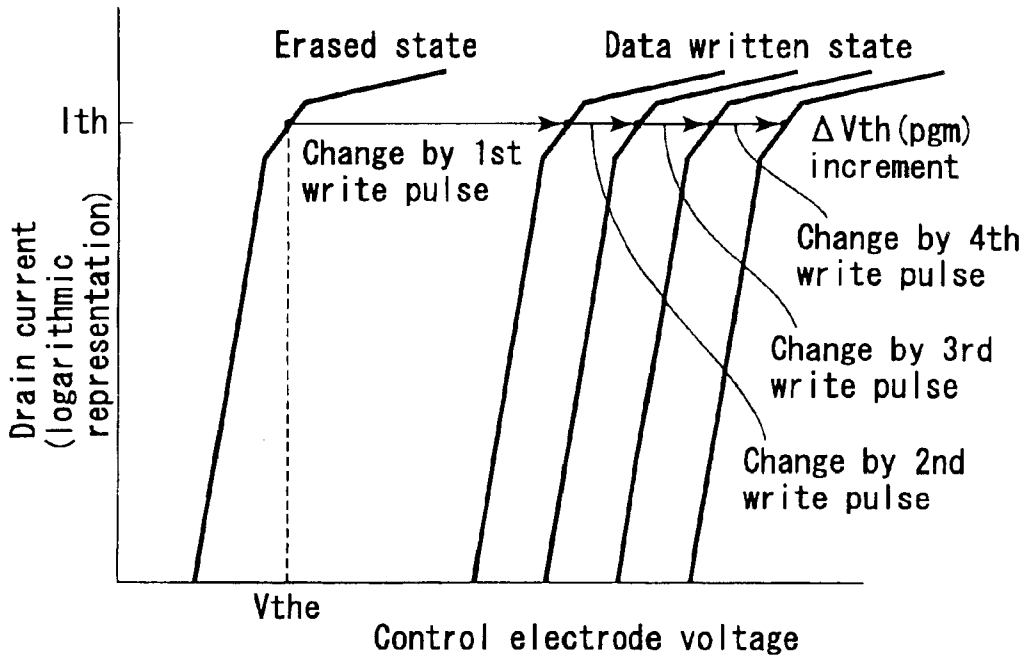 Erased state
Data written state
Ith
Change by 1st
write pulse
Δ Vth(pgm)
increment
Change by 4th
write pulse
Change by 3rd
write pulse
Change by 2nd
write pulse
Drain current
(logarithmic
representation)
Vthe
Control electrode voltage